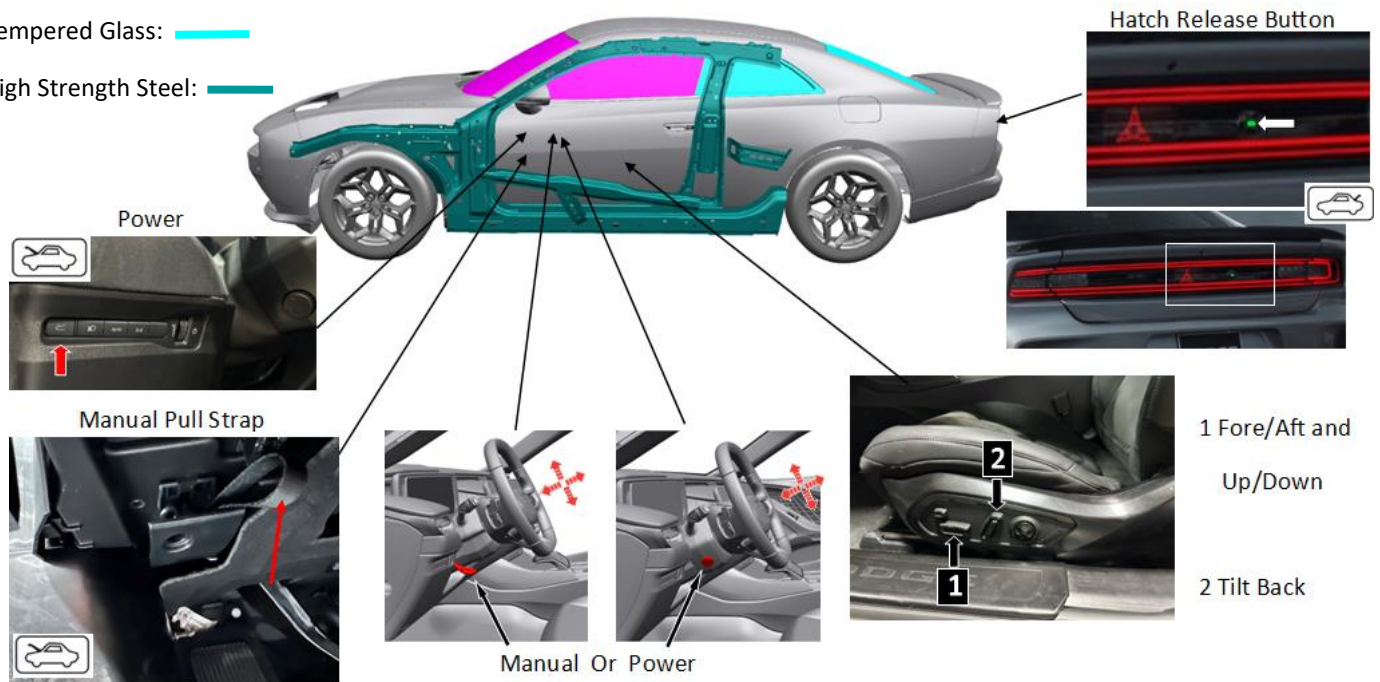 empered Glass:
igh Strength Steel:
Hatch Release Button
Power
Manual Pull Strap
2
1
1 Fore/Aft and
Up/Down
2 Tilt Back
Manual Or Power